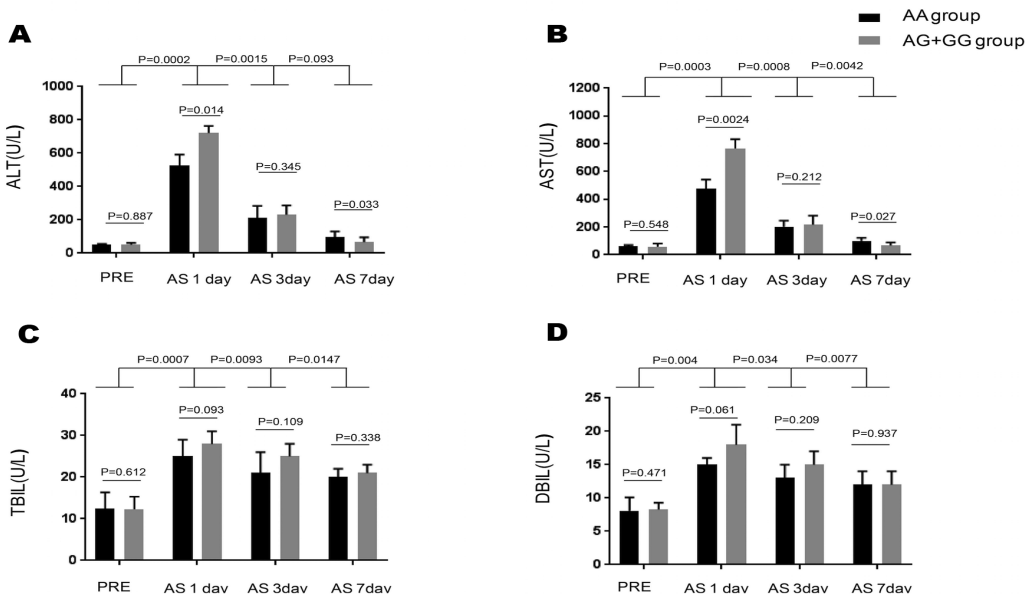 AA group
AG+GG group
A
P=0.0002 P=0.0015 P=0.093
ALT(U/L)
1000
800
600
400
200
0
P=0.887
P=0.014
P=0.345
P=0.033
PRE AS 1 day AS 3day AS 7day
B
P=0.0003 P=0.0008 P=0.0042
AST(U/L)
1200
1000
800
600
400
200
0
P=0.548
P=0.0024
P=0.212
P=0.027
PRE AS 1 day AS 3day AS 7day
C
P=0.0007 P=0.0093 P=0.0147
TBIL(U/L)
40
30
20
10
0
P=0.612
P=0.093
P=0.109
P=0.338
PRE AS 1 day AS 3day AS 7day
D
P=0.004 P=0.034 P=0.0077
DBIL(U/L)
25
20
15
10
5
0
P=0.471
P=0.061
P=0.209
P=0.937
PRE AS 1 day AS 3day AS 7day